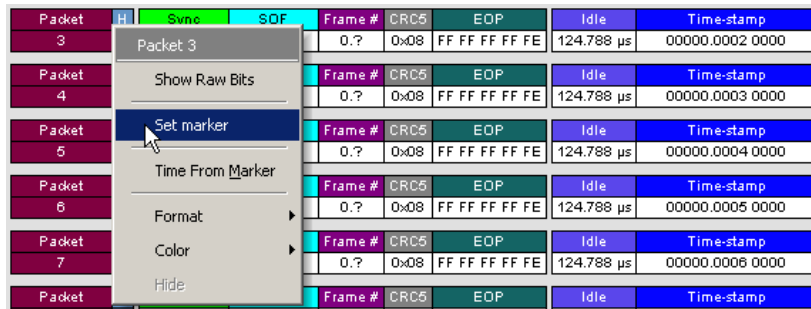 Packet H Sync SOF Frame # CRC5 EOP Idle Time-stamp
3 0.? 0x08 FF FF FF FF FE 124.788 µs 00000.0002 0000
Packet 3
Show Raw Bits
Set marker
Time From Marker
Format
Color
Hide
Packet Frame # CRC5 EOP Idle Time-stamp
4 0.? 0x08 FF FF FF FF FE 124.788 µs 00000.0003 0000
Packet Frame # CRC5 EOP Idle Time-stamp
5 0.? 0x08 FF FF FF FF FE 124.788 µs 00000.0004 0000
Packet Frame # CRC5 EOP Idle Time-stamp
6 0.? 0x08 FF FF FF FF FE 124.788 µs 00000.0005 0000
Packet Frame # CRC5 EOP Idle Time-stamp
7 0.? 0x08 FF FF FF FF FE 124.788 µs 00000.0006 0000
Packet Frame # CRC5 EOP Idle Time-stamp